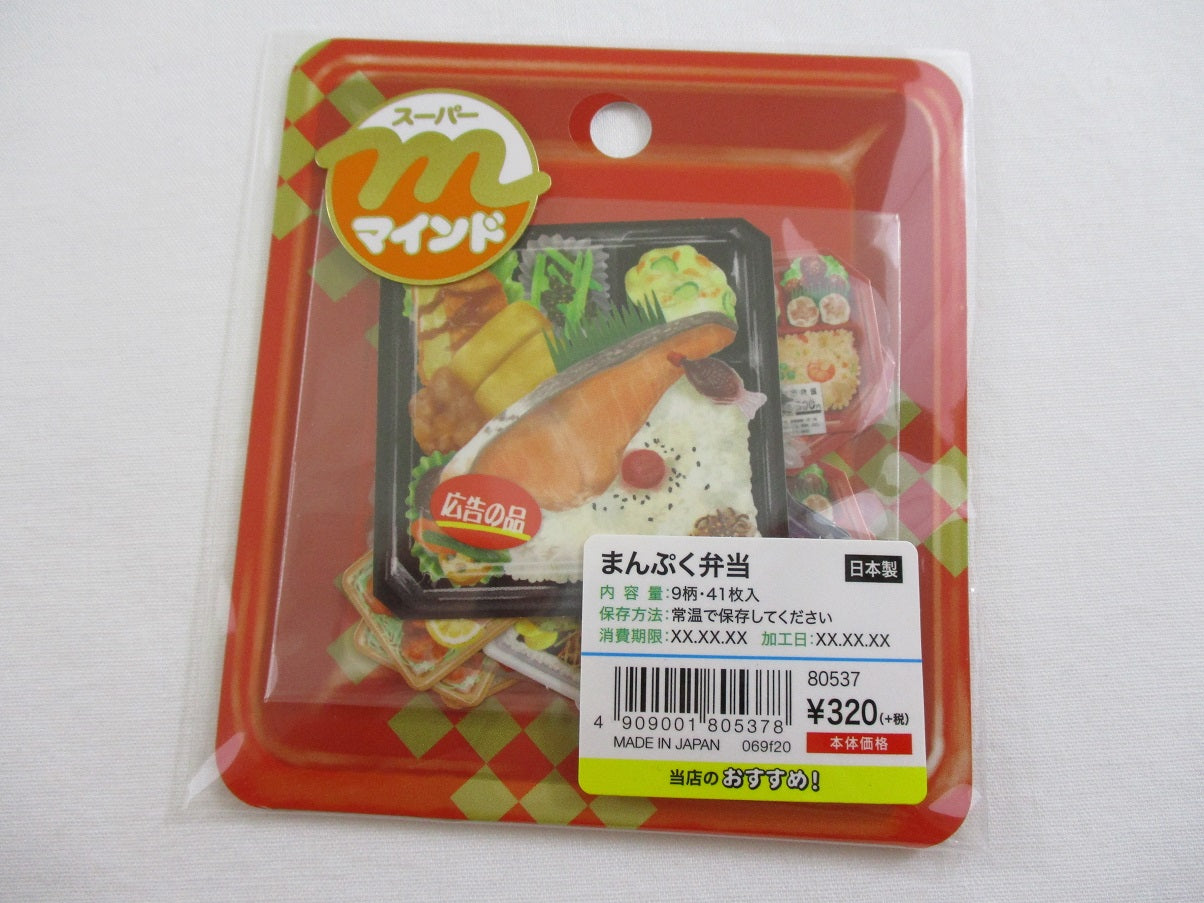 スーパー
m
マインド
広告の品
まんぷく弁当
日本製
内容量:9柄・41枚入
保存方法:常温で保存してください
消費期限:XX.XX.XX 加工日:XX.XX.XX
80537
¥320(+税)
本体価格
4 909001 805378
MADE IN JAPAN 069f20
当店のおすすめ!